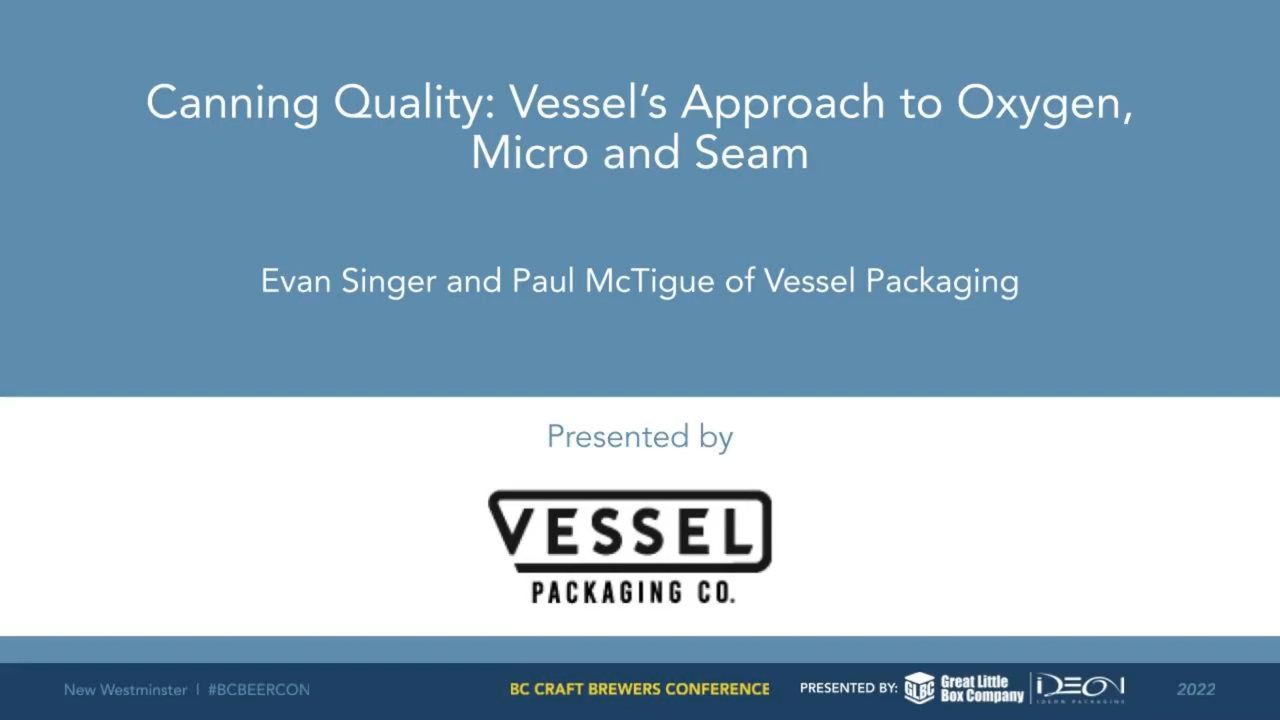 Canning Quality: Vessel’s Approach to Oxygen,
Micro and Seam
Evan Singer and Paul McTigue of Vessel Packaging
Presented by
VESSEL
PACKAGING CO.
New Westminster | #BCBEERCON
BC CRAFT BREWERS CONFERENCE
PRESENTED BY:
GLBC
Great Little
Box Company
iDEON
IDEON PACKAGING
2022